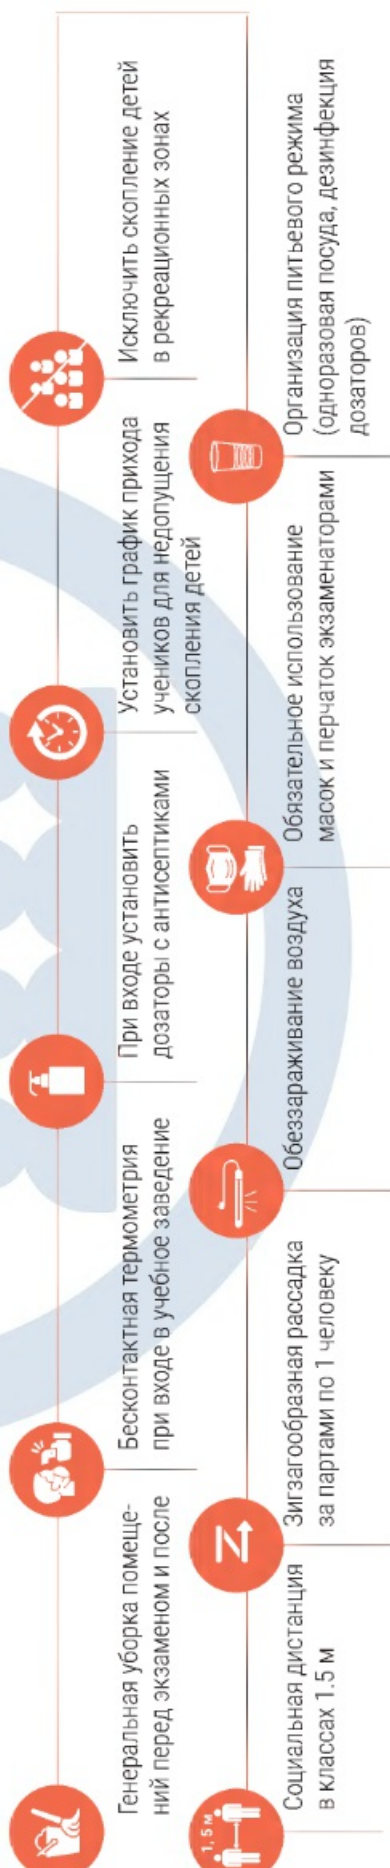 Генеральная уборка помеще-
ний перед экзаменом и после
Бесконтактная термометрия
при входе в учебное заведение
При входе установить
дозаторы с антисептиками
Установить график прихода
учеников для недопущения
скопления детей
Исключить скопление детей
в рекреационных зонах
1,5 м
Социальная дистанция
в классах 1.5 м
Зигзагообразная рассадка
за партами по 1 человеку
Обеззараживание воздуха
Обязательное использование
масок и перчаток экзаменаторами
Организация питьевого режима
(одноразовая посуда, дезинфекция
дозаторов)